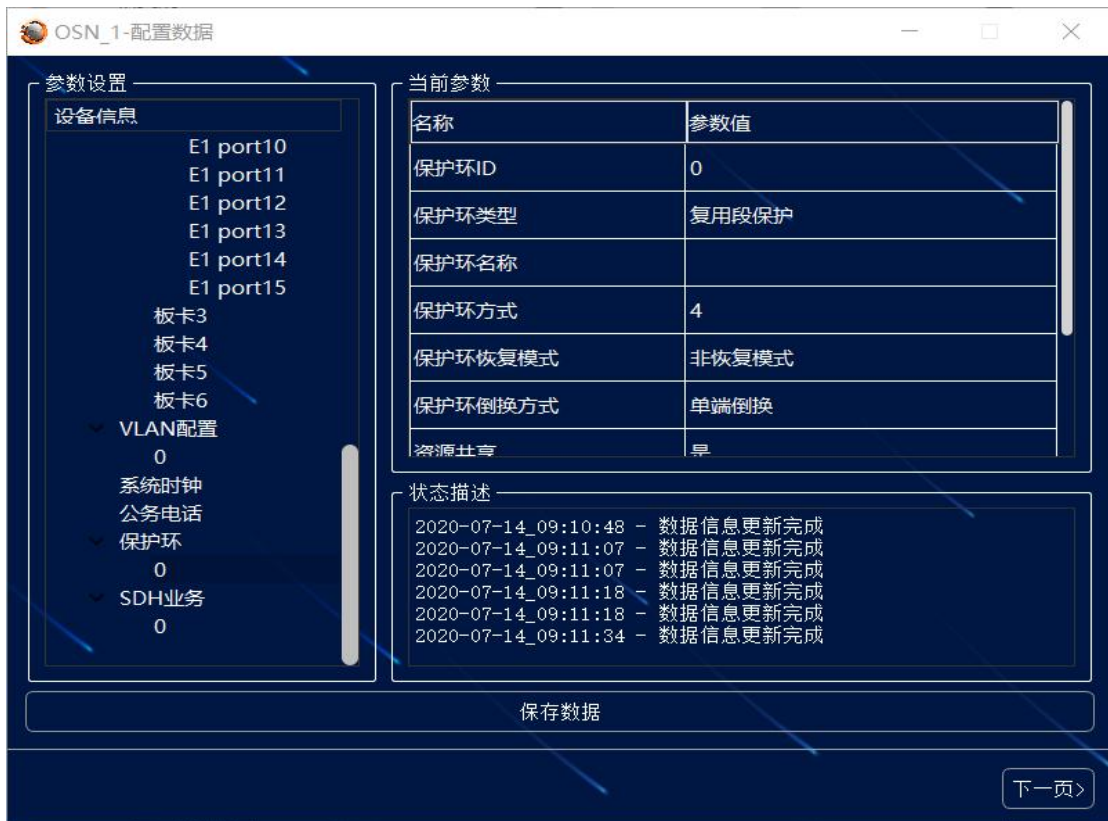 OSN_1-配置数据
参数设置
设备信息
E1 port10
E1 port11
E1 port12
E1 port13
E1 port14
E1 port15
板卡3
板卡4
板卡5
板卡6
VLAN配置
0
系统时钟
公务电话
保护环
0
SDH业务
0
当前参数
名称 参数值
保护环ID 0
保护环类型 复用段保护
保护环名称
保护环方式 4
保护环恢复模式 非恢复模式
保护环倒换方式 单端倒换
资源共享 是
状态描述
2020-07-14_09:10:48 - 数据信息更新完成
2020-07-14_09:11:07 - 数据信息更新完成
2020-07-14_09:11:07 - 数据信息更新完成
2020-07-14_09:11:18 - 数据信息更新完成
2020-07-14_09:11:18 - 数据信息更新完成
2020-07-14_09:11:34 - 数据信息更新完成
保存数据
下一页>